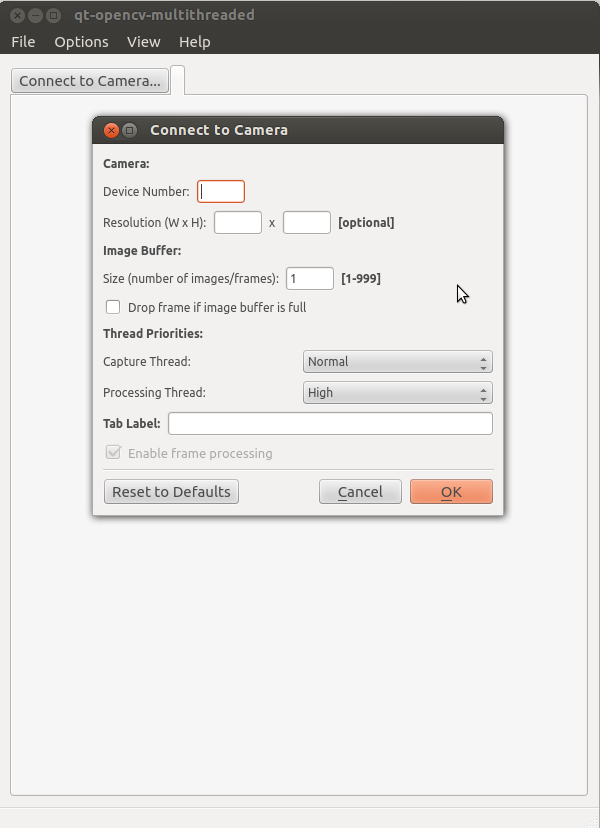 qt-opencv-multithreaded
File Options View Help
Connect to Camera...
Connect to Camera
Camera:
Device Number:
Resolution (W x H): x [optional]
Image Buffer:
Size (number of images/frames): 1 [1-999]
Drop frame if image buffer is full
Thread Priorities:
Capture Thread: Normal
Processing Thread: High
Tab Label:
Enable frame processing
Reset to Defaults Cancel OK